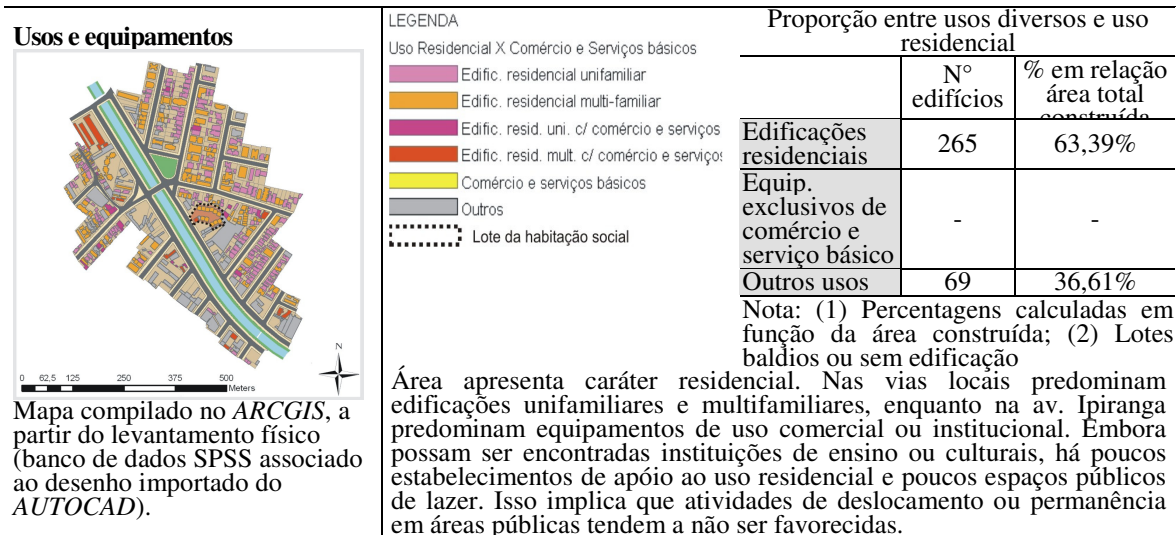 Usos e equipamentos
N
0 62,5 125 250 375 500
Meters
Mapa compilado no ARCGIS, a
partir do levantamento físico
(banco de dados SPSS associado
ao desenho importado do
AUTOCAD).
LEGENDA
Uso Residencial X Comércio e Serviços básicos
Edific. residencial unifamiliar
Edific. residencial multi-familiar
Edific. resid. uni. c/ comércio e serviços
Edific. resid. mult. c/ comércio e serviços
Comércio e serviços básicos
Outros
Lote da habitação social
Proporção entre usos diversos e uso
residencial
N° edifícios
% em relação
área total
construída
Edificações
residenciais
265
63,39%
Equip.
exclusivos de
comércio e
serviço básico
-
-
Outros usos
69
36,61%
Nota: (1) Percentagens calculadas em
função da área construída; (2) Lotes
baldios ou sem edificação
Área apresenta caráter residencial. Nas vias locais predominam
edificações unifamiliares e multifamiliares, enquanto na av. Ipiranga
predominam equipamentos de uso comercial ou institucional. Embora
possam ser encontradas instituições de ensino ou culturais, há poucos
estabelecimentos de apóio ao uso residencial e poucos espaços públicos
de lazer. Isso implica que atividades de deslocamento ou permanência
em áreas públicas tendem a não ser favorecidas.